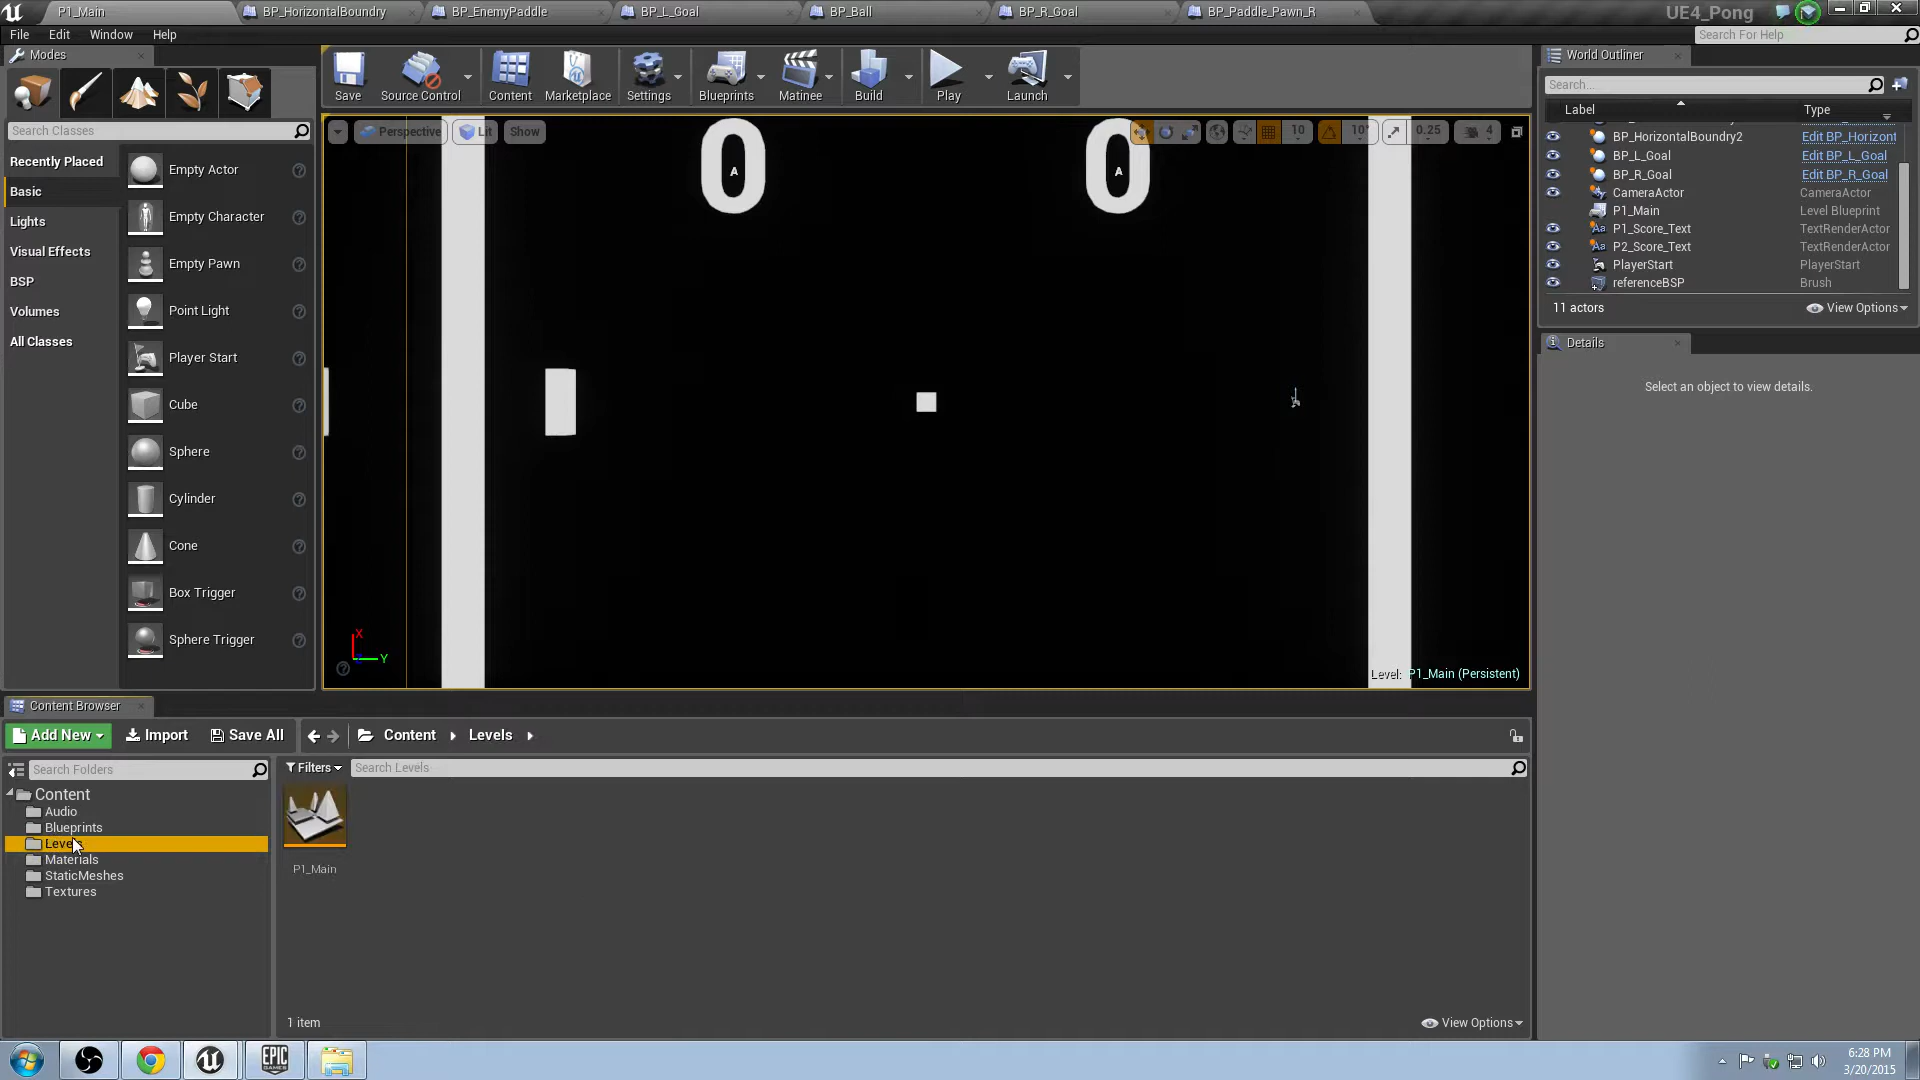 P1_Main
BP_HorizontalBoundry
BP_EnemyPaddle
BP_L_Goal
BP_Ball
BP_R_Goal
BP_Paddle_Pawn_R
UE4_Pong
File Edit Window Help
Search For Help
Modes
Search Classes
Recently Placed
Basic
Lights
Visual Effects
BSP
Volumes
All Classes
Empty Actor
Empty Character
Empty Pawn
Point Light
Player Start
Cube
Sphere
Cylinder
Cone
Box Trigger
Sphere Trigger
Save
Source Control
Content
Marketplace
Settings
Blueprints
Matinee
Build
Play
Launch
Perspective
Lit
Show
10
10°
0.25
4
0
A
0
A
X
Y
Level: P1_Main (Persistent)
World Outliner
Search...
Label Type
BP_HorizontalBoundry2 Edit BP_Horizont
BP_L_Goal Edit BP_L_Goal
BP_R_Goal Edit BP_R_Goal
CameraActor CameraActor
P1_Main Level Blueprint
P1_Score_Text TextRenderActor
P2_Score_Text TextRenderActor
PlayerStart PlayerStart
referenceBSP Brush
11 actors
View Options
Details
Select an object to view details.
Content Browser
Add New
Import
Save All
Content
Levels
Search Folders
Content
Audio
Blueprints
Materials
StaticMeshes
Textures
Filters
Search Levels
P1_Main
1 item
View Options
EPIC
GAMES
6:28 PM
3/20/2015